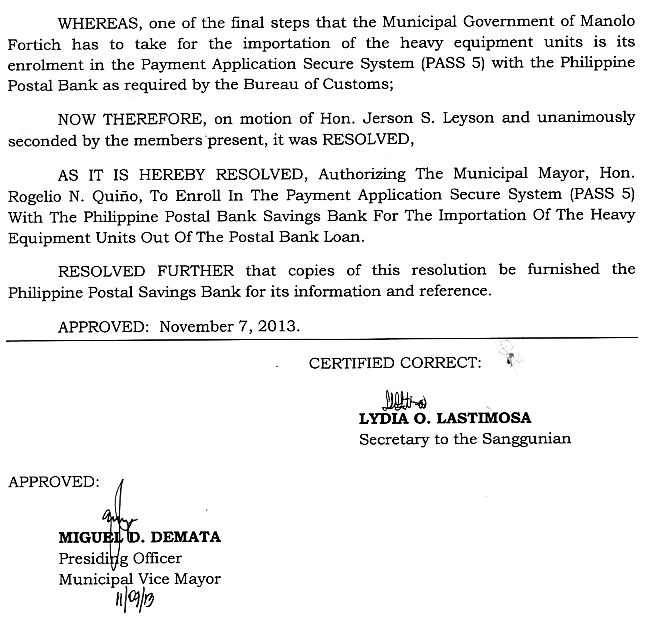 WHEREAS, one of the final steps that the Municipal Government of Manolo
Fortich has to take for the importation of the heavy equipment units is its
enrolment in the Payment Application Secure System (PASS 5) with the Philippine
Postal Bank as required by the Bureau of Customs;
NOW THEREFORE, on motion of Hon. Jerson S. Leyson and unanimously
seconded by the members present, it was RESOLVED,
AS IT IS HEREBY RESOLVED, Authorizing The Municipal Mayor, Hon.
Rogelio N. Quiño, To Enroll In The Payment Application Secure System (PASS 5)
With The Philippine Postal Bank Savings Bank For The Importation Of The Heavy
Equipment Units Out Of The Postal Bank Loan.
RESOLVED FURTHER that copies of this resolution be furnished the
Philippine Postal Savings Bank for its information and reference.
APPROVED: November 7, 2013.
CERTIFIED CORRECT:
LYDIA O. LASTIMOSA
Secretary to the Sanggunian
APPROVED:
MIGUEL D. DEMATA
Presiding Officer
Municipal Vice Mayor
11/09/13